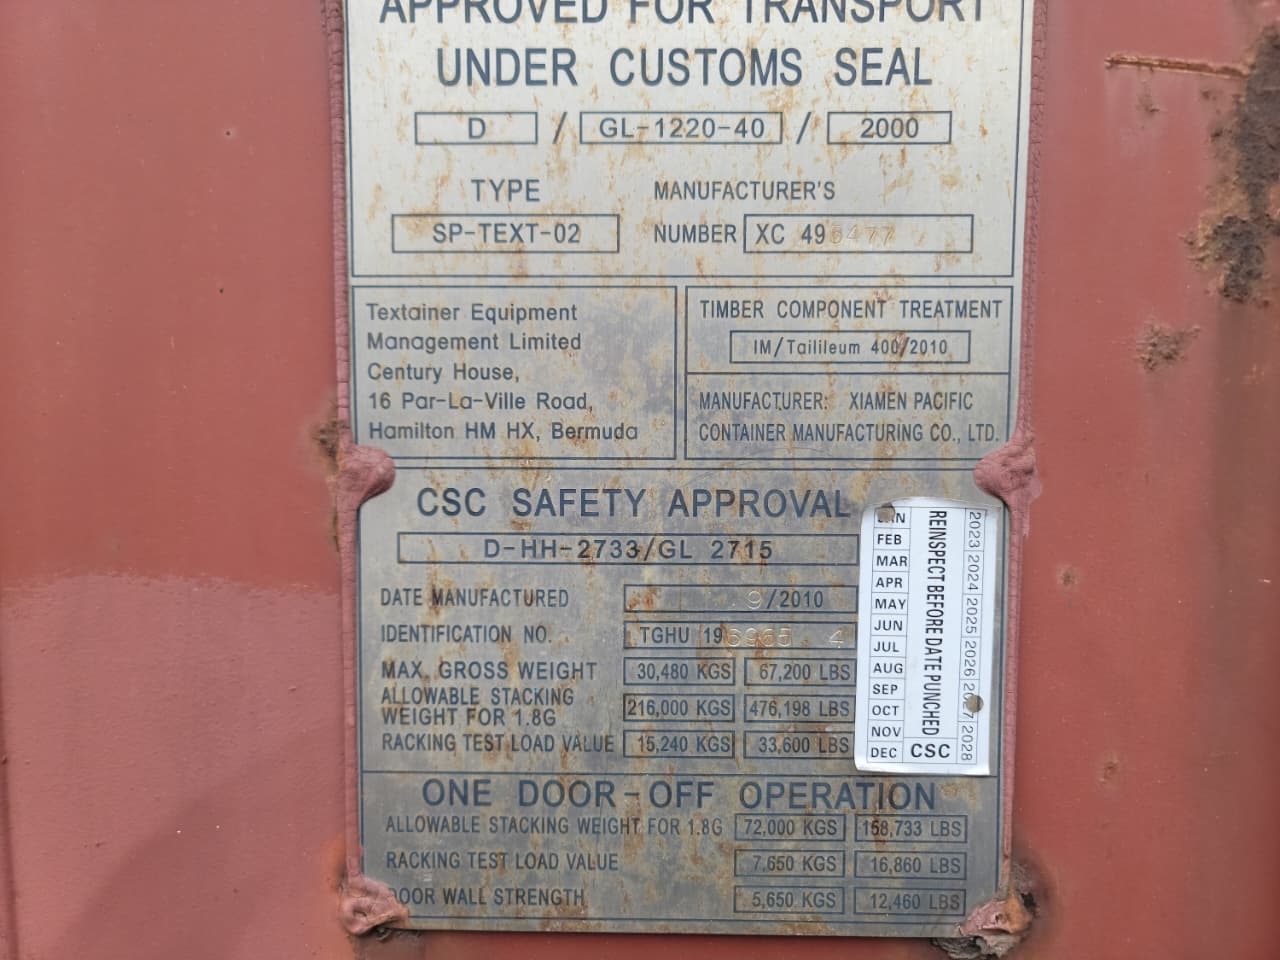 APPROVED FOR TRANSPORT
UNDER CUSTOMS SEAL
D / GL-1220-40 / 2000
TYPE
SP-TEXT-02
MANUFACTURER'S
NUMBER XC 495477
Textainer Equipment
Management Limited
Century House,
16 Par-La-Ville Road,
Hamilton HM HX, Bermuda
TIMBER COMPONENT TREATMENT
IM/Tailileum 400/2010
MANUFACTURER: XIAMEN PACIFIC
CONTAINER MANUFACTURING CO., LTD.
CSC SAFETY APPROVAL
D-HH-2733/GL 2715
DATE MANUFACTURED 9/2010
IDENTIFICATION NO. TGHU 196965 4
MAX. GROSS WEIGHT 30,480 KGS 67,200 LBS
ALLOWABLE STACKING
WEIGHT FOR 1.8G 216,000 KGS 476,198 LBS
RACKING TEST LOAD VALUE 15,240 KGS 33,600 LBS
JAN
FEB
MAR
APR
MAY
JUN
JUL
AUG
SEP
OCT
NOV
DEC
REINSPECT BEFORE DATE PUNCHED
CSC
2023 2024 2025 2026 2027 2028
ONE DOOR-OFF OPERATION
ALLOWABLE STACKING WEIGHT FOR 1.8G 72,000 KGS 158,733 LBS
RACKING TEST LOAD VALUE 7,650 KGS 16,860 LBS
DOOR WALL STRENGTH 5,650 KGS 12,460 LBS